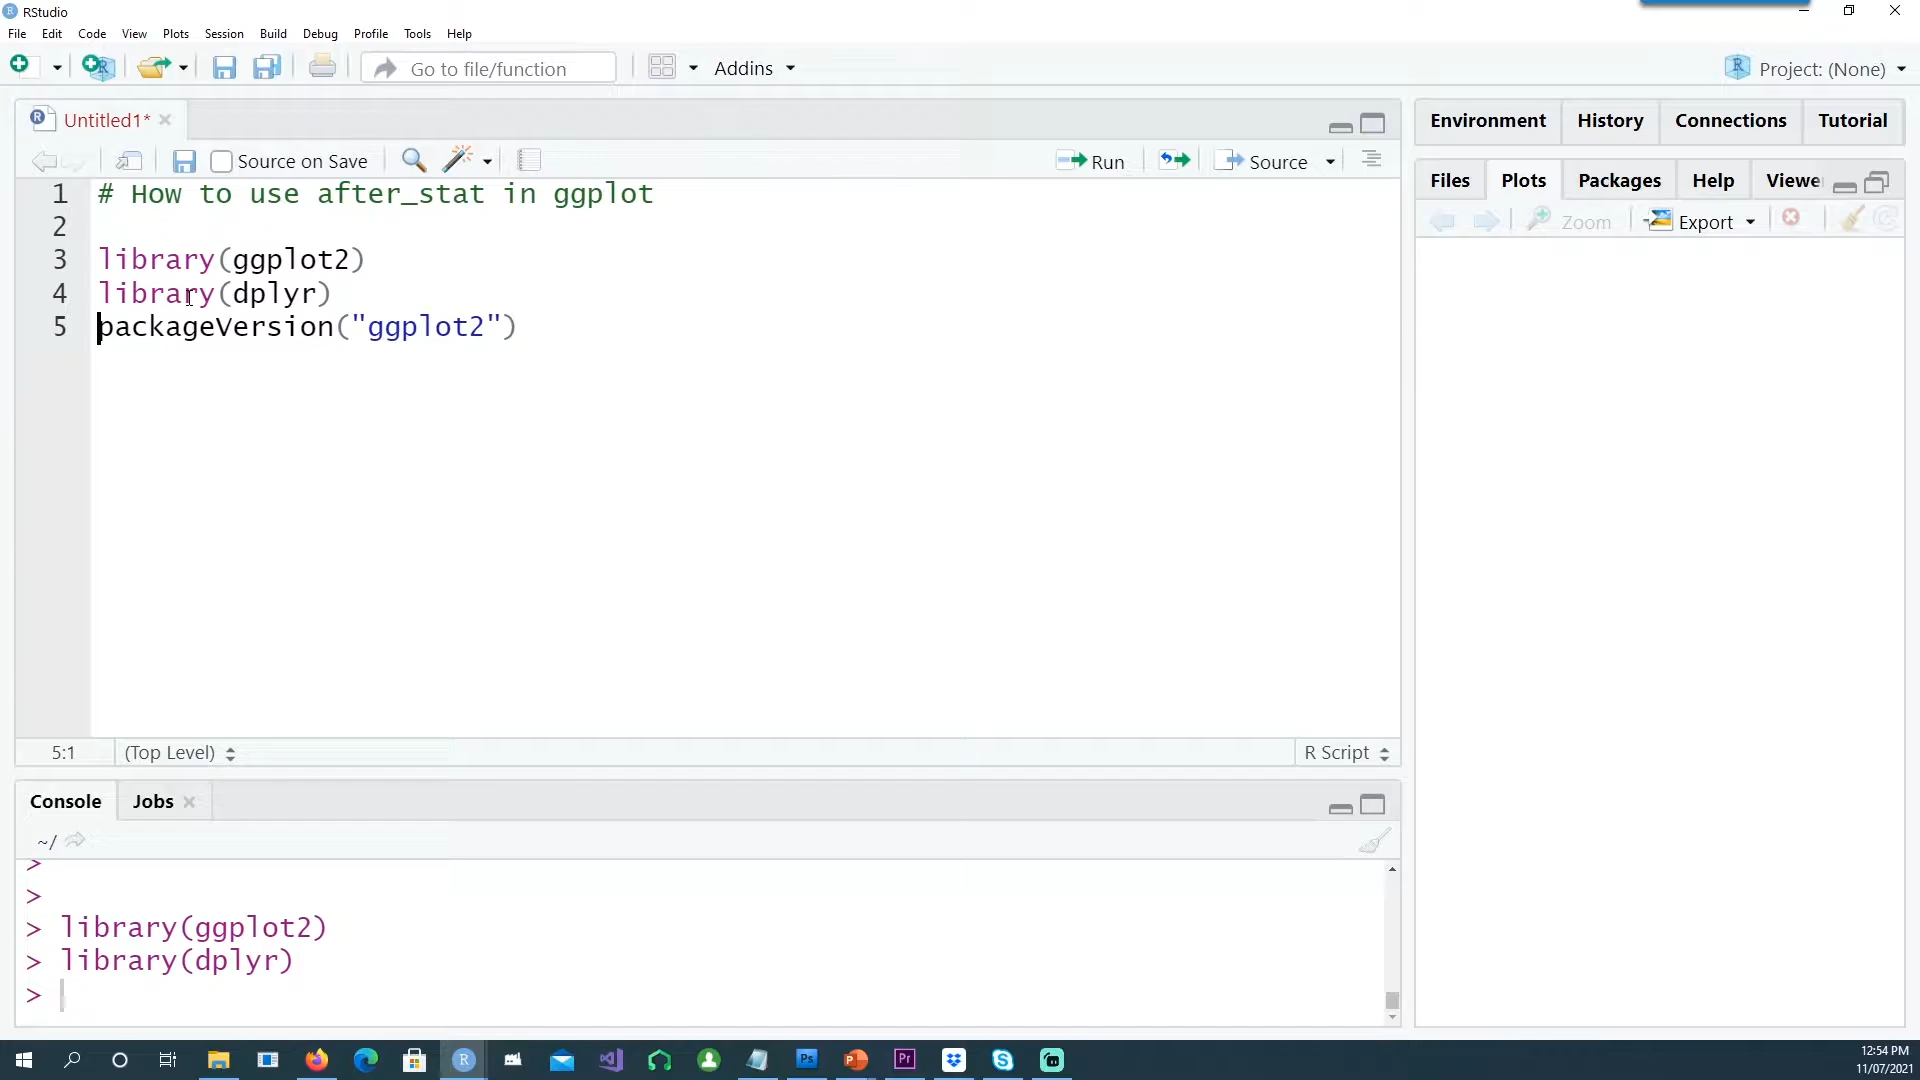 RStudio
File Edit Code View Plots Session Build Debug Profile Tools Help
Go to file/function Addins Project: (None)
Untitled1*
Source on Save Run Source
1 # How to use after_stat in ggplot
2
3 library(ggplot2)
4 library(dplyr)
5 packageVersion("ggplot2")
5:1 (Top Level) R Script
Console Jobs
~/
>
>
> library(ggplot2)
> library(dplyr)
>
Environment History Connections Tutorial
Files Plots Packages Help Viewe
Zoom Export
Ps Pr
12:54 PM
11/07/2021